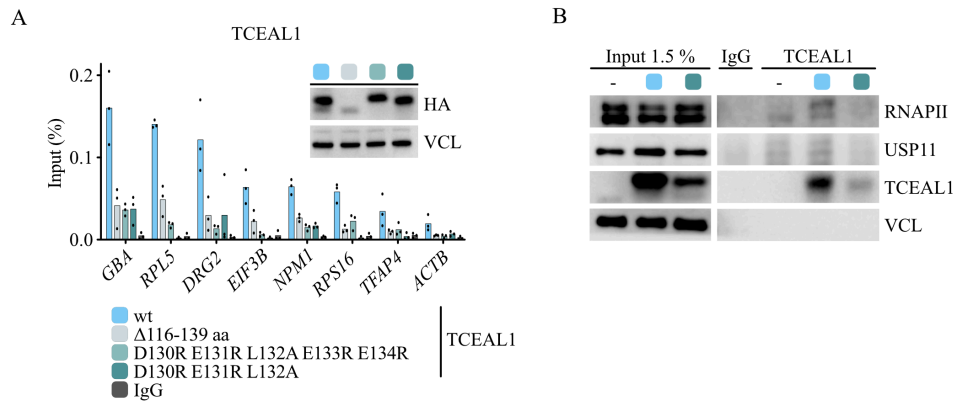 A
TCEAL1
Input (%)
0.2
0.1
0.0
HA
VCL
GBA
RPL5
DRG2
EIF3B
NPM1
RPS16
TFAP4
ACTB
wt
Δ116-139 aa
D130R E131R L132A E133R E134R
D130R E131R L132A
IgG
TCEAL1
B
Input 1.5 % IgG TCEAL1
- -
RNAPII
USP11
TCEAL1
VCL